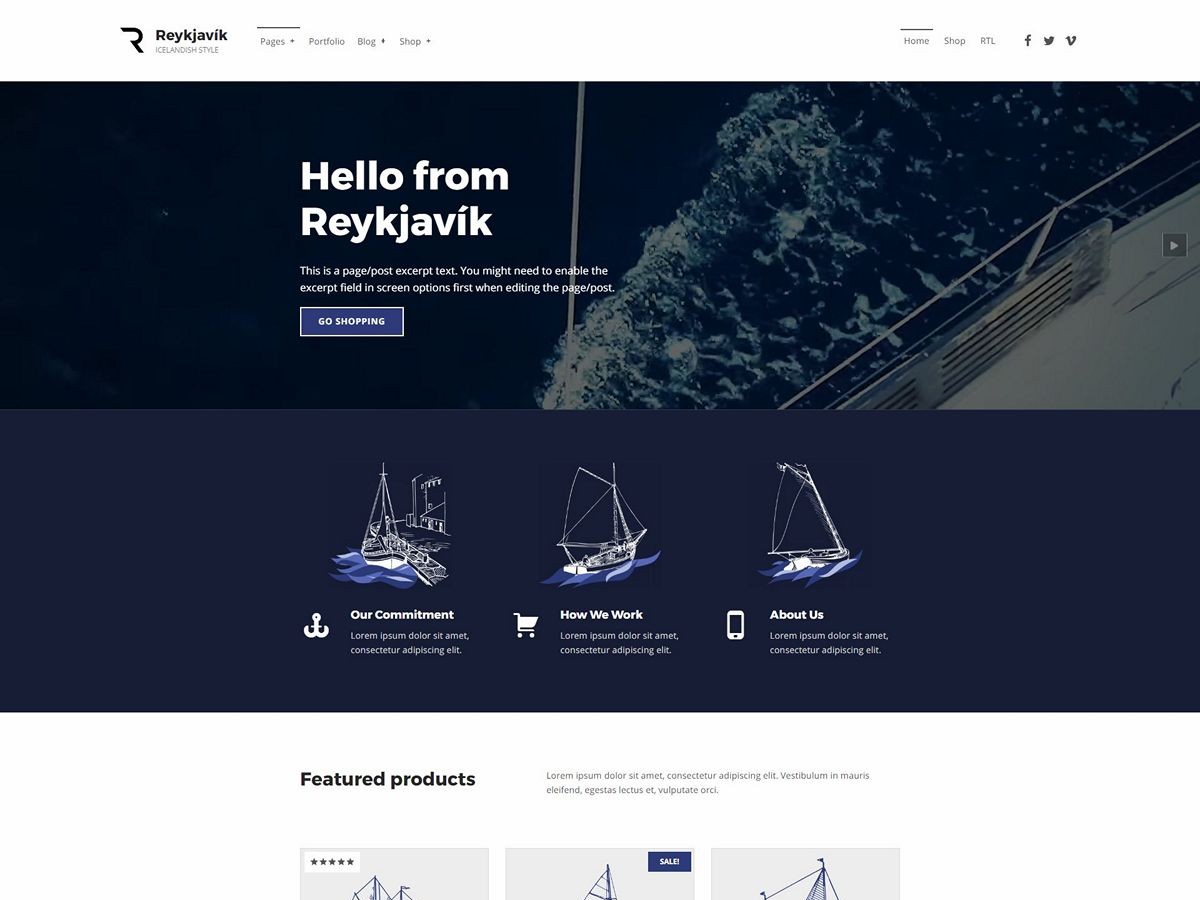 Reykjavík
ICELANDISH STYLE
Pages +
Portfolio
Blog +
Shop +
Home
Shop
RTL
Hello from
Reykjavík
This is a page/post excerpt text. You might need to enable the
excerpt field in screen options first when editing the page/post.
GO SHOPPING
Our Commitment
Lorem ipsum dolor sit amet,
consectetur adipiscing elit.
How We Work
Lorem ipsum dolor sit amet,
consectetur adipiscing elit.
About Us
Lorem ipsum dolor sit amet,
consectetur adipiscing elit.
Featured products
Lorem ipsum dolor sit amet, consectetur adipiscing elit. Vestibulum in mauris
eleifend, egestas lectus et, vulputate orci.
SALE!